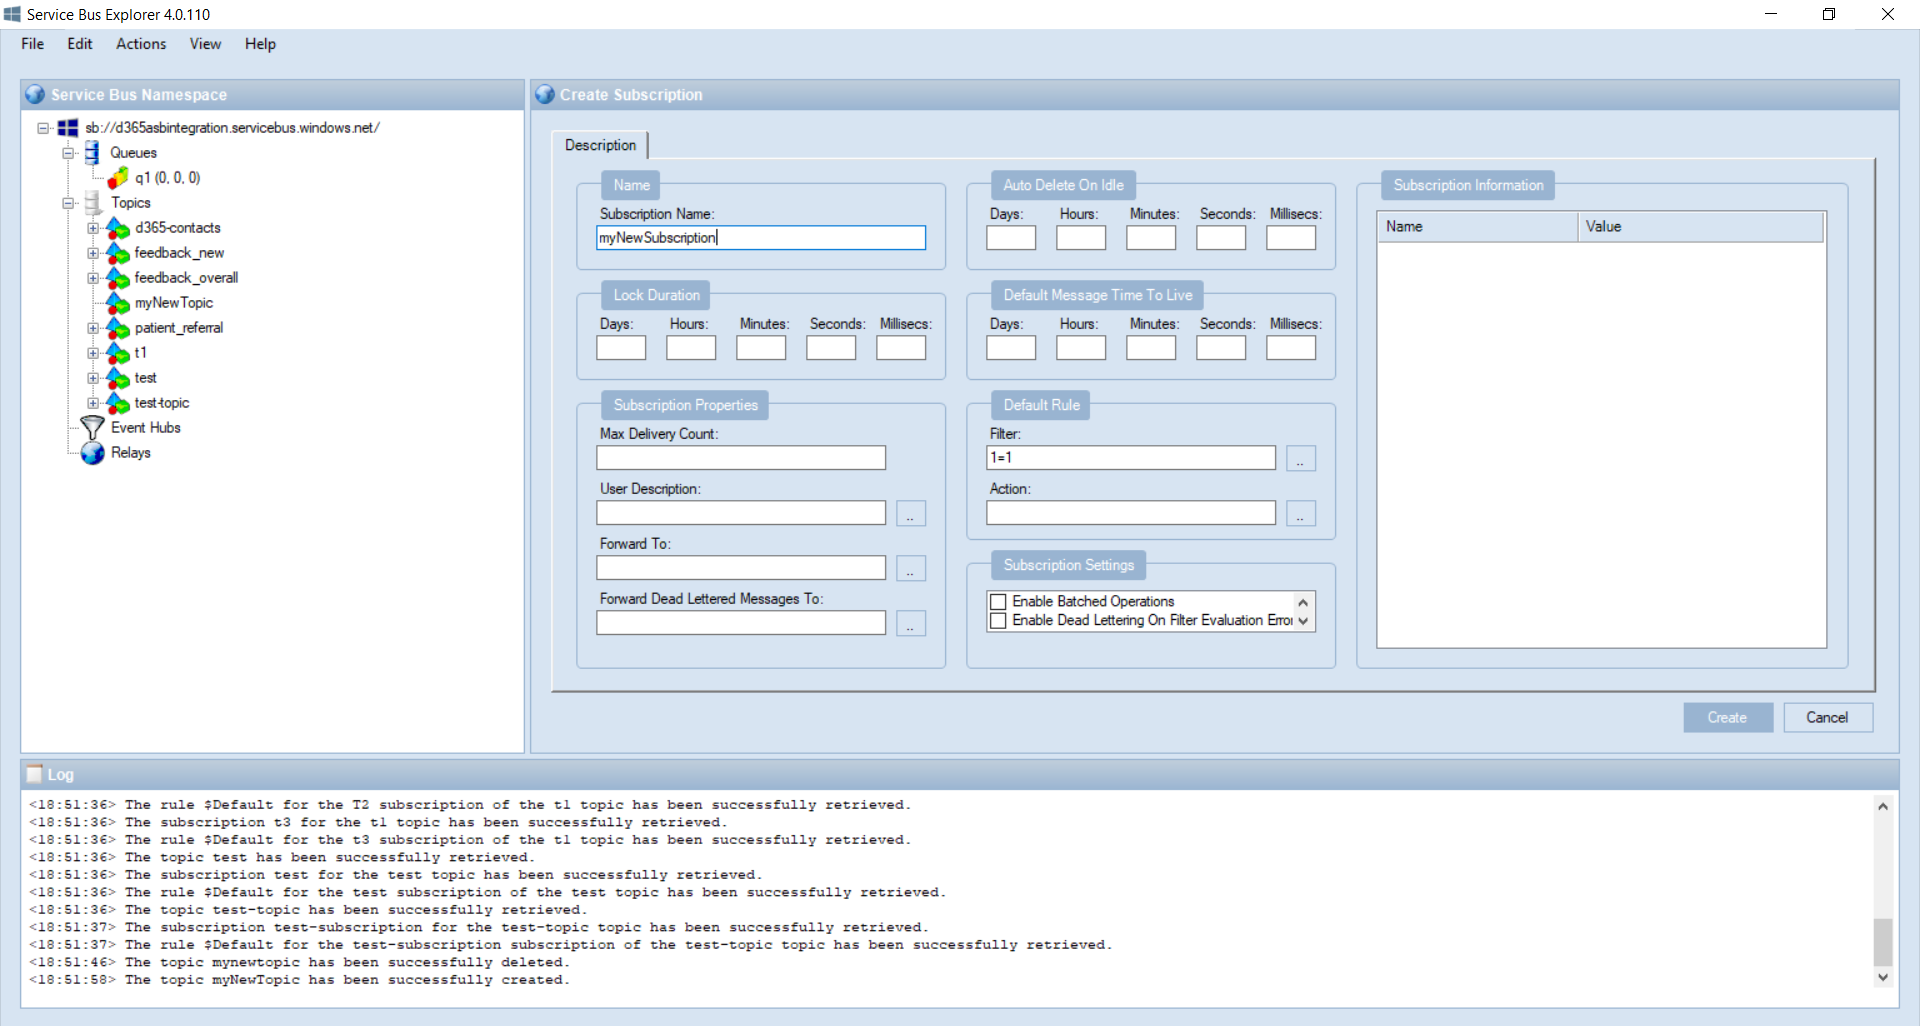 Service Bus Explorer 4.0.110
File Edit Actions View Help
Service Bus Namespace
sb://d365asbintegration.servicebus.windows.net/
Queues
q1 (0, 0, 0)
Topics
d365-contacts
feedback_new
feedback_overall
myNewTopic
patient_referral
t1
test
test-topic
Event Hubs
Relays
Create Subscription
Description
Name
Subscription Name:
myNewSubscription
Lock Duration
Days: Hours: Minutes: Seconds: Millisecs:
Subscription Properties
Max Delivery Count:
User Description:
..
Forward To:
..
Forward Dead Lettered Messages To:
..
Auto Delete On Idle
Days: Hours: Minutes: Seconds: Millisecs:
Default Message Time To Live
Days: Hours: Minutes: Seconds: Millisecs:
Default Rule
Filter:
1=1 ..
Action:
..
Subscription Settings
Enable Batched Operations
Enable Dead Lettering On Filter Evaluation Error
Subscription Information
Name Value
Create Cancel
Log
<18:51:36> The rule $Default for the T2 subscription of the t1 topic has been successfully retrieved.
<18:51:36> The subscription t3 for the t1 topic has been successfully retrieved.
<18:51:36> The rule $Default for the t3 subscription of the t1 topic has been successfully retrieved.
<18:51:36> The topic test has been successfully retrieved.
<18:51:36> The subscription test for the test topic has been successfully retrieved.
<18:51:36> The rule $Default for the test subscription of the test topic has been successfully retrieved.
<18:51:36> The topic test-topic has been successfully retrieved.
<18:51:37> The subscription test-subscription for the test-topic topic has been successfully retrieved.
<18:51:37> The rule $Default for the test-subscription subscription of the test-topic topic has been successfully retrieved.
<18:51:46> The topic mynewtopic has been successfully deleted.
<18:51:58> The topic myNewTopic has been successfully created.